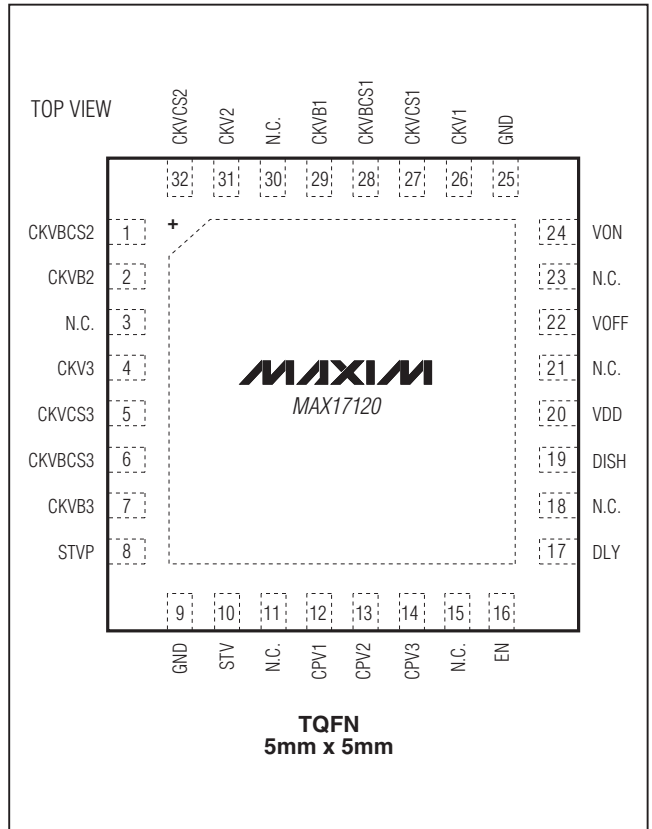 TOP VIEW
CKVCS2
CKV2
N.C.
CKVB1
CKVBCS1
CKVCS1
CKV1
GND
32 31 30 29 28 27 26 25
+
CKVBCS2 1
CKVB2 2
N.C. 3
CKV3 4
CKVCS3 5
CKVBCS3 6
CKVB3 7
STVP 8
24 VON
23 N.C.
22 VOFF
21 N.C.
20 VDD
19 DISH
18 N.C.
17 DLY
MAXIM
MAX17120
9 10 11 12 13 14 15 16
GND
STV
N.C.
CPV1
CPV2
CPV3
N.C.
EN
TQFN
5mm x 5mm